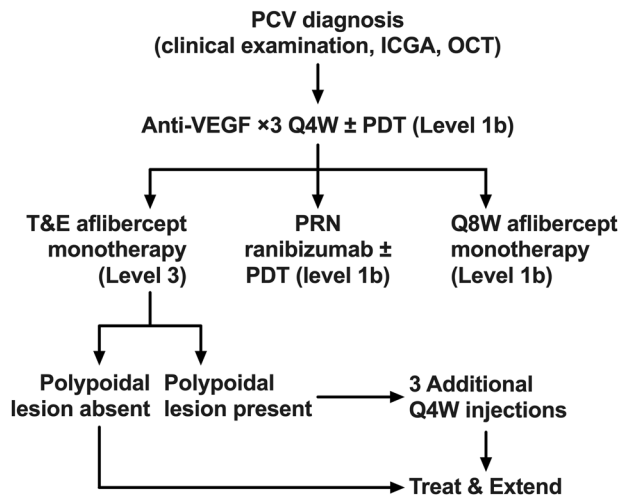 PCV diagnosis
(clinical examination, ICGA, OCT)
Anti-VEGF ×3 Q4W ± PDT (Level 1b)
T&E aflibercept
monotherapy
(Level 3)
PRN
ranibizumab ±
PDT (level 1b)
Q8W aflibercept
monotherapy
(Level 1b)
Polypoidal
lesion absent
Polypoidal
lesion present
3 Additional
Q4W injections
Treat & Extend